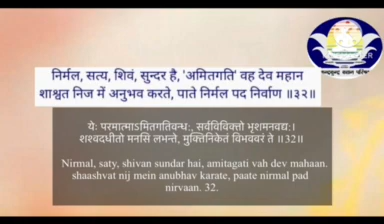 निर्मल, सत्य, शिवं, सुन्दर है, 'अमितगति' वह देव महान
शाश्वत निज में अनुभव करते, पाते निर्मल पद निर्वाण ॥३२॥
येः परमात्माऽमितगतिवन्धः, सर्वविविक्तो भृशमनवद्यः।
शश्वदधीतो मनसि लभन्ते, मुक्तिनिकेतं विभववरं ते ॥32॥
Nirmal, saty, shivan sundar hai, amitagati vah dev mahaan.
shaashvat nij mein anubhav karate, paate nirmal pad
nirvaan. 32.